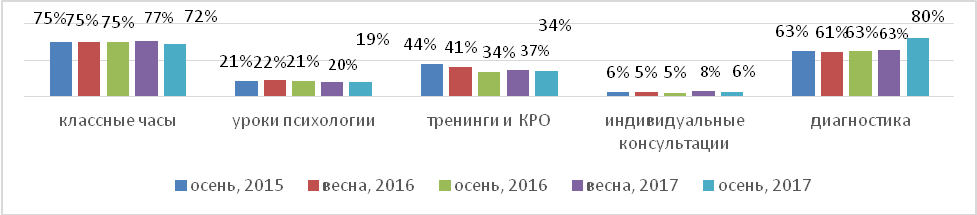 75% 75% 75% 77% 72%
21% 22% 21% 20% 19%
44% 41% 34% 37% 34%
6% 5% 5% 8% 6%
63% 61% 63% 63% 80%
классные часы
уроки психологии
тренинги и КРО
индивидуальные
консультации
диагностика
осень, 2015
весна, 2016
осень, 2016
весна, 2017
осень, 2017